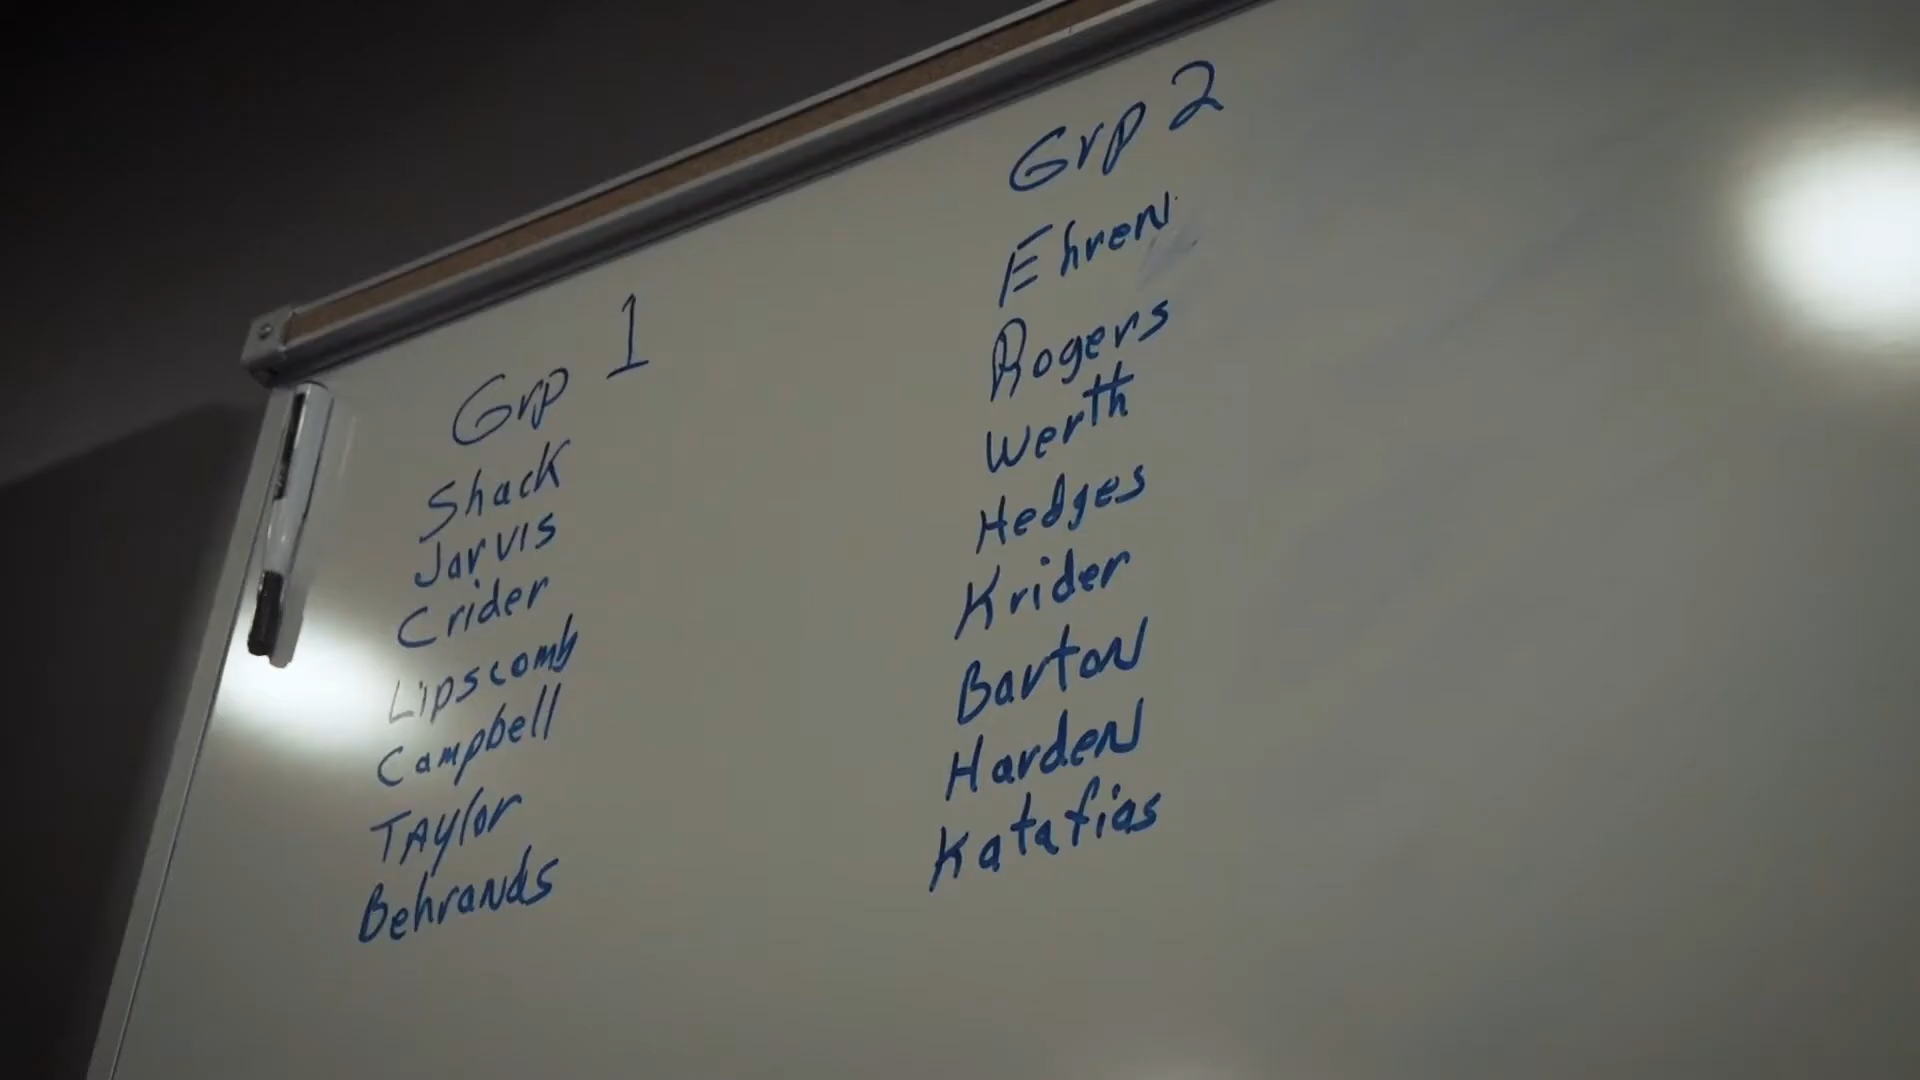 Grp 1
Shack
Jarvis
Crider
Lipscomb
Campbell
TAylor
Behrands
Grp 2
Ehren
Rogers
Werth
Hedges
Krider
Barton
Harden
Katafias